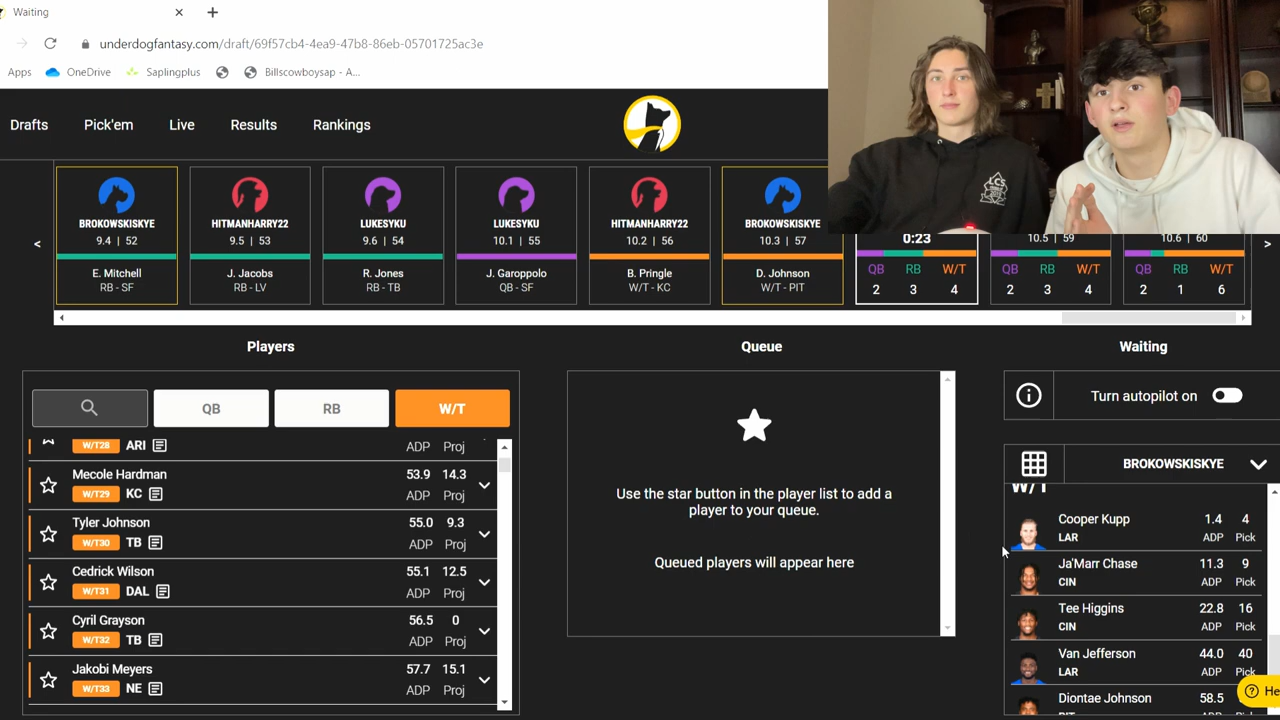 Waiting
underdogfantasy.com/draft/69f57cb4-4ea9-47b8-86eb-05701725ac3e
Apps OneDrive Saplingplus Billscowboysap - A...
Drafts Pick'em Live Results Rankings
BROKOWSKISKYE HITMANHARRY22 LUKESYKU LUKESYKU HITMANHARRY22 BROKOWSKISKYE
9.4 | 52 9.5 | 53 9.6 | 54 10.1 | 55 10.2 | 56 10.3 | 57 0:23 10.5 | 59 10.6 | 60
E. Mitchell J. Jacobs R. Jones J. Garoppolo B. Pringle D. Johnson QB RB W/T QB RB W/T QB RB W/T
RB - SF RB - LV RB - TB QB - SF W/T - KC W/T - PIT 2 3 4 2 3 4 2 1 6
Players Queue Waiting
QB RB W/T
Turn autopilot on
W/T28 ARI ADP Proj
Mecole Hardman 53.9 14.3
W/T29 KC ADP Proj
Tyler Johnson 55.0 9.3
W/T30 TB ADP Proj
Cedrick Wilson 55.1 12.5
W/T31 DAL ADP Proj
Cyril Grayson 56.5 0
W/T32 TB ADP Proj
Jakobi Meyers 57.7 15.1
W/T33 NE ADP Proj
Use the star button in the player list to add a
player to your queue.
Queued players will appear here
BROKOWSKISKYE
W/T
Cooper Kupp 1.4 4
LAR ADP Pick
Ja'Marr Chase 11.3 9
CIN ADP Pick
Tee Higgins 22.8 16
CIN ADP Pick
Van Jefferson 44.0 40
LAR ADP Pick
Diontae Johnson 58.5
PIT ADP Pick
He
LCS